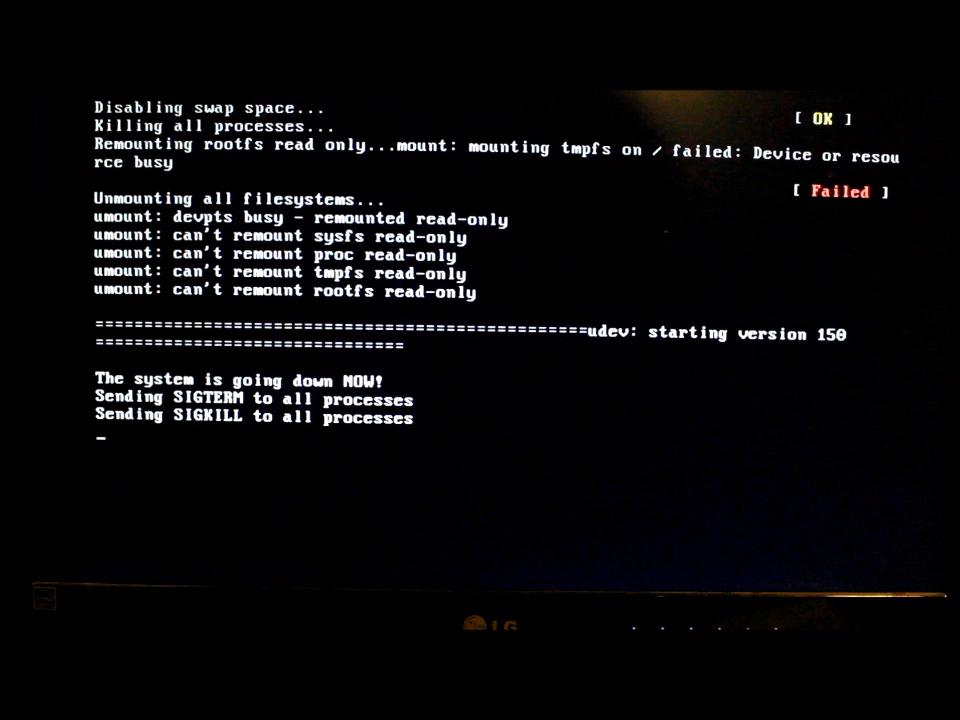 Disabling swap space...
[ OK ]
Killing all processes...
Remounting rootfs read only...mount: mounting tmpfs on / failed: Device or resou
rce busy
[ Failed ]
Unmounting all filesystems...
umount: devpts busy - remounted read-only
umount: can't remount sysfs read-only
umount: can't remount proc read-only
umount: can't remount tmpfs read-only
umount: can't remount rootfs read-only
==================================================udev: starting version 150
================================
The system is going down NOW!
Sending SIGTERM to all processes
Sending SIGKILL to all processes
_
LG